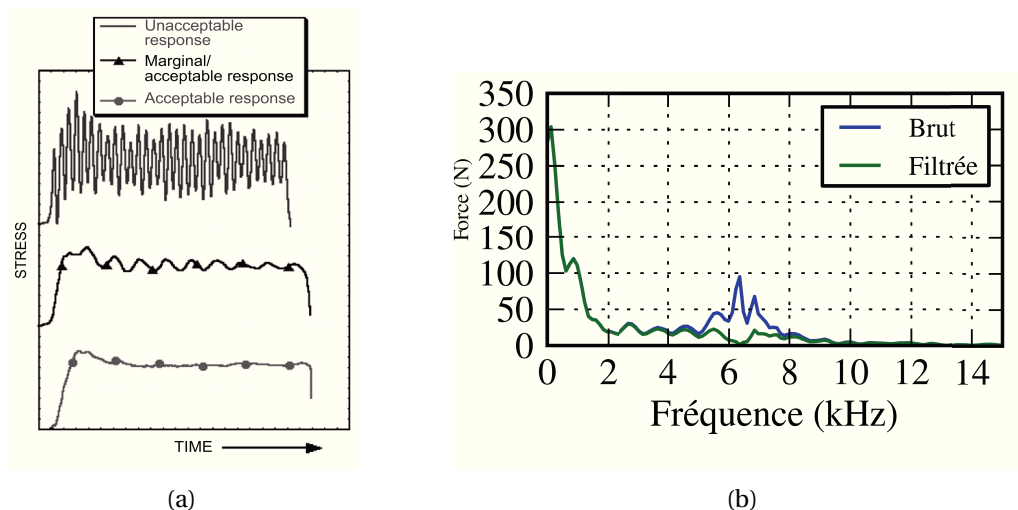 Unacceptable
response
Marginal/
acceptable response
Acceptable response
STRESS
TIME
(a)
350
300
250
200
150
100
50
0
Force (N)
Brut
Filtrée
0 2 4 6 8 10 12 14
Fréquence (kHz)
(b)